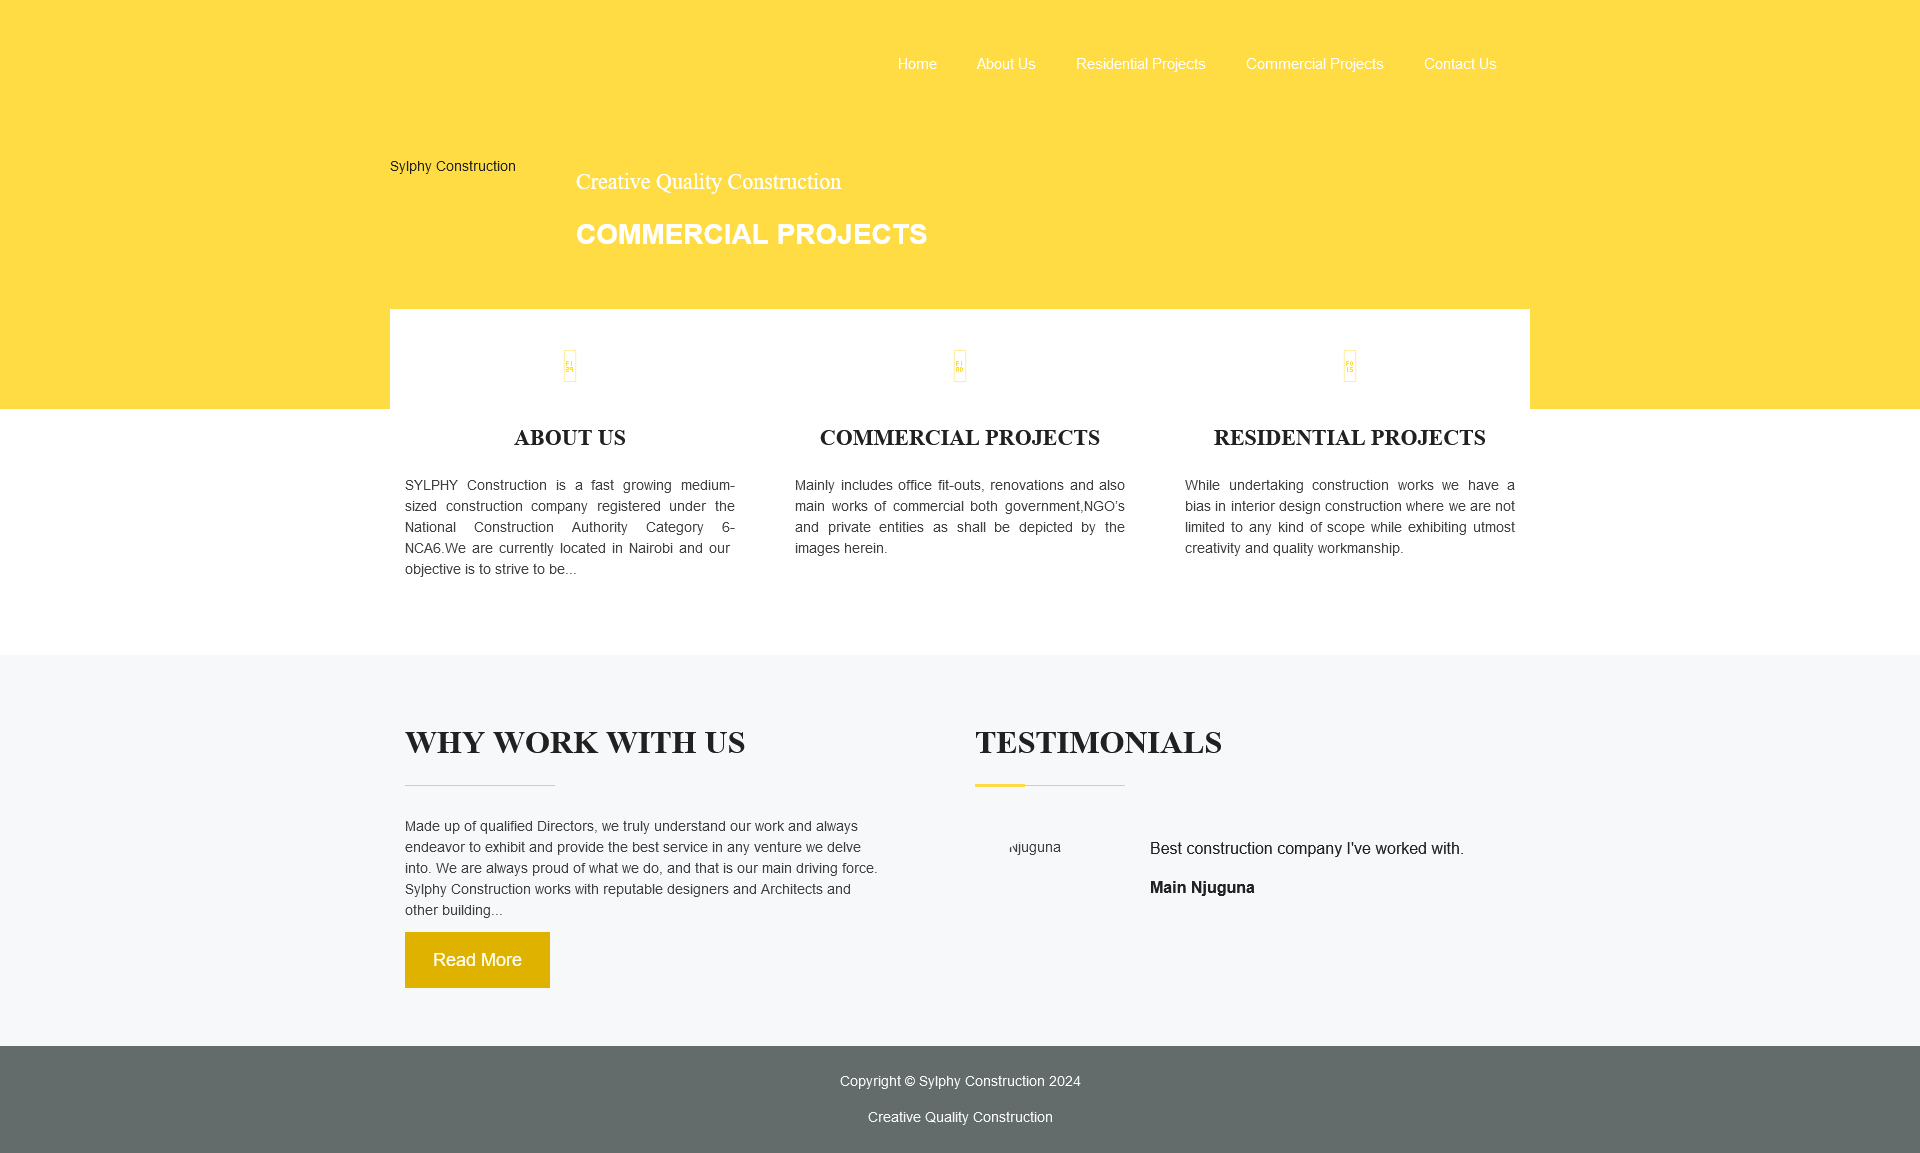 Home About Us Residential Projects Commercial Projects Contact Us
Sylphy Construction
Creative Quality Construction
COMMERCIAL PROJECTS
ABOUT US
SYLPHY Construction is a fast growing medium-
sized construction company registered under the
National Construction Authority Category 6-
NCA6.We are currently located in Nairobi and our
objective is to strive to be...
COMMERCIAL PROJECTS
Mainly includes office fit-outs, renovations and also
main works of commercial both government,NGO's
and private entities as shall be depicted by the
images herein.
RESIDENTIAL PROJECTS
While undertaking construction works we have a
bias in interior design construction where we are not
limited to any kind of scope while exhibiting utmost
creativity and quality workmanship.
WHY WORK WITH US
Made up of qualified Directors, we truly understand our work and always
endeavor to exhibit and provide the best service in any venture we delve
into. We are always proud of what we do, and that is our main driving force.
Sylphy Construction works with reputable designers and Architects and
other building...
Read More
TESTIMONIALS
Njuguna
Best construction company I've worked with.
Main Njuguna
Copyright © Sylphy Construction 2024
Creative Quality Construction